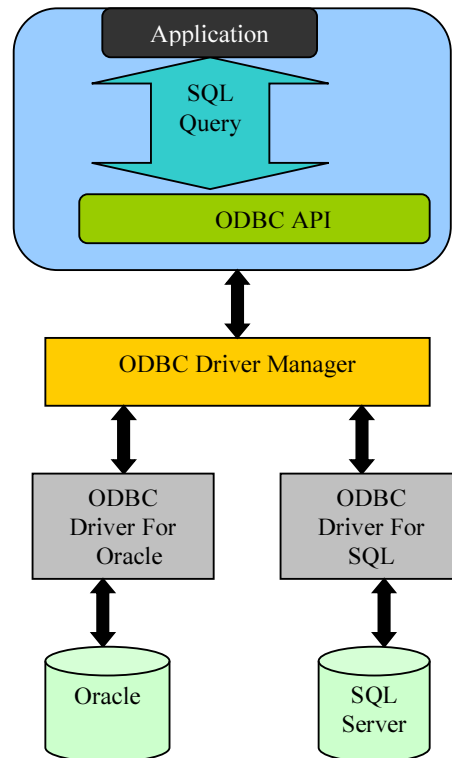 Application
SQL
Query
ODBC API
ODBC Driver Manager
ODBC
Driver For
Oracle
ODBC
Driver For
SQL
Oracle
SQL
Server